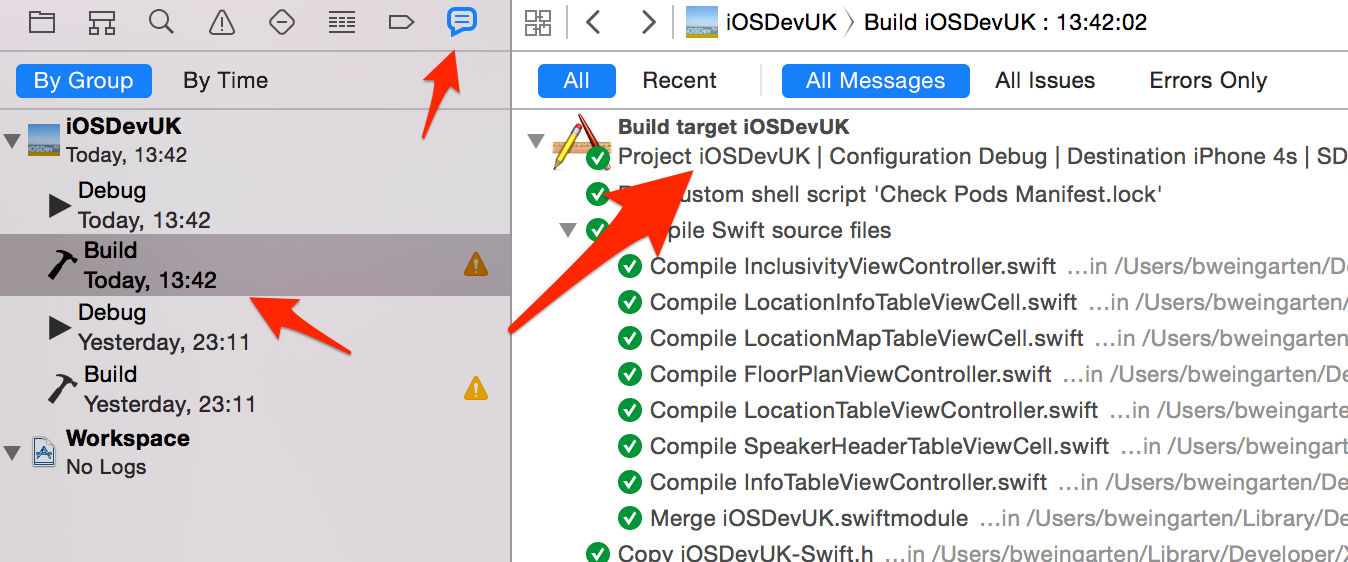 By Group By Time
iOSDevUK
Today, 13:42
Debug
Today, 13:42
Build
Today, 13:42
Debug
Yesterday, 23:11
Build
Yesterday, 23:11
Workspace
No Logs
iOSDevUK Build iOSDevUK : 13:42:02
All Recent All Messages All Issues Errors Only
Build target iOSDevUK
Project iOSDevUK | Configuration Debug | Destination iPhone 4s | SD
custom shell script 'Check Pods Manifest.lock'
Swift source files
Compile InclusivityViewController.swift ...in /Users/bweingarten/De
Compile LocationInfoTableViewCell.swift ...in /Users/bweingarten/
Compile LocationMapTableViewCell.swift ...in /Users/bweingarten
Compile FloorPlanViewController.swift ...in /Users/bweingarten/De
Compile LocationTableViewController.swift ...in /Users/bweingarte
Compile SpeakerHeaderTableViewCell.swift ...in /Users/bweingart
Compile InfoTableViewController.swift ...in /Users/bweingarten/De
Merge iOSDevUK.swiftmodule ...in /Users/bweingarten/Library/De
Copy iOSDevUK-Swift.h ...in /Users/bweingarten/Library/Developer/X